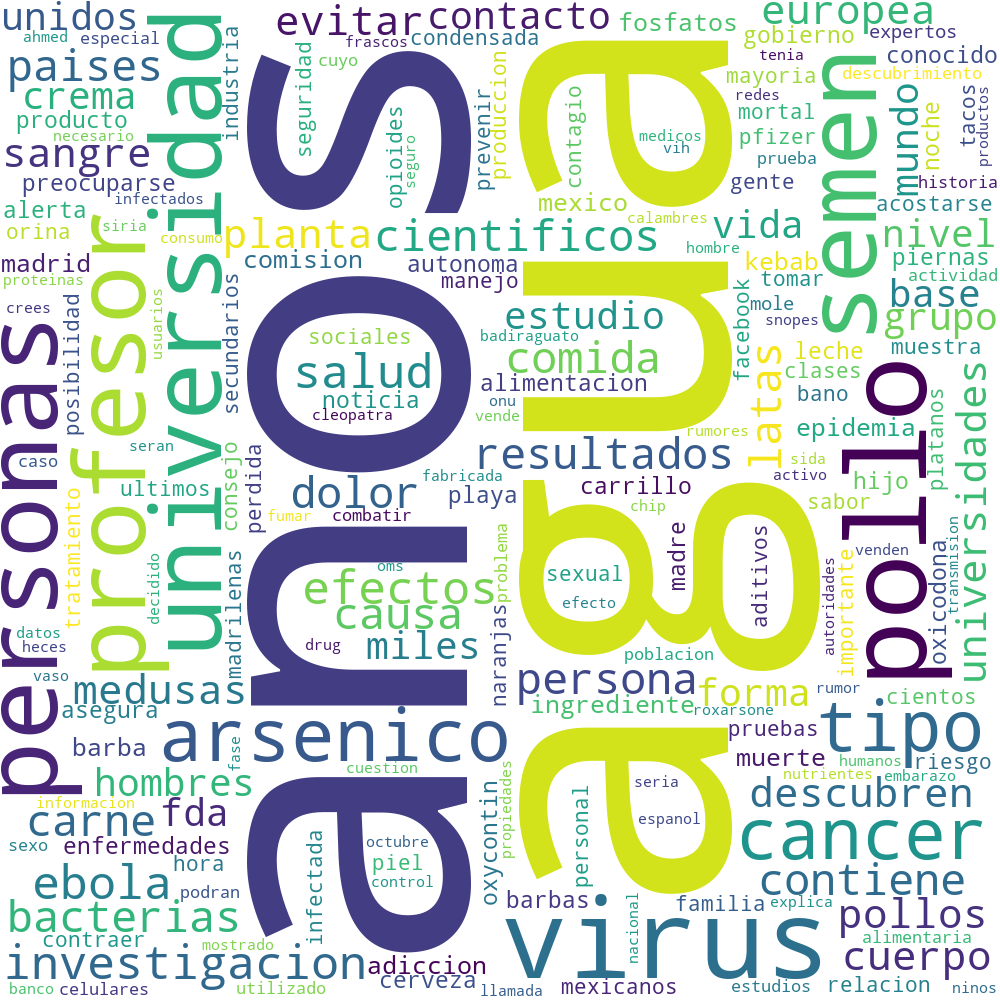 unidos
ahmed
especial
paises
crema
producto
necesario
sangre
preocuparse
infectados
alerta
orina
siria
consumo
madrid
proteinas
crees
universidad
industria
evitar
frascos
contacto
condensada
cuyo
seguridad
opioides
seguro
prevenir
produccion
fosfatos
contagio
medicos
vih
europea
gobierno
expertos
mayoria
conocido
descubrimiento
redes
tenia
mortal
pfizer
prueba
gente
semen
mundo
noche
tacos
productos
historia
acostarse
anos
agua
planta
cientificos
comision
autonoma
manejo
mexico
calambres
hombre
vida
kebab
tomar
mole
snopes
nivel
piernas
actividad
base
grupo
muestra
personas
profesor
posibilidad
usuarios
secundarios
sociales
salud
noticia
cleopatra
estudio
badiraguato
comida
alimentacion
onu
vende
facebook
rumores
latas
leche
clases
bano
epidemia
sida
activo
pollo
platanos
universidades
hijo
sabor
caso
seran
ultimos
consejo
perdida
dolor
fumar
combatir
resultados
fabricada
playa
carrillo
chip
madre
aditivos
venden
autoridades
importante
oxicodona
transmision
tratamiento
decidido
madrilenas
datos
heces
vaso
oms
efectos
causa
drug
miles
problema
naranjas
sexual
efecto
poblacion
persona
forma
rumor
cientos
medusas
asegura
ingrediente
roxarsone
pruebas
tipo
barba
arsenico
fase
cuestion
muerte
humanos
riesgo
hombres
nutrientes
embarazo
informacion
carne
fda
descubren
sexo
enfermedades
hora
octubre
piel
control
propiedades
seria
espanol
cancer
ebola
podran
infectada
oxycontin
personal
contiene
bacterias
barbas
familia
explica
pollos
contraer
mostrado
virus
nacional
alimentaria
investigacion
adiccion
cuerpo
banco
celulares
utilizado
cerveza
llamada
mexicanos
estudios
relacion
ninos